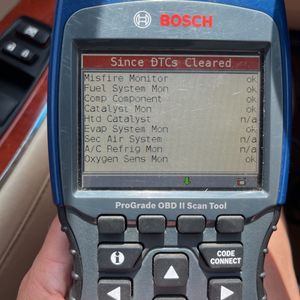 BOSCH
Since DTCs Cleared
Misfire Monitor ok
Fuel System Mon ok
Comp Component ok
Catalyst Mon ok
Htd Catalyst n/a
Evap System Mon ok
Sec Air System n/a
A/C Refrig Mon n/a
Oxygen Sens Mon ok
ProGrade OBD II Scan Tool
CODE
CONNECT